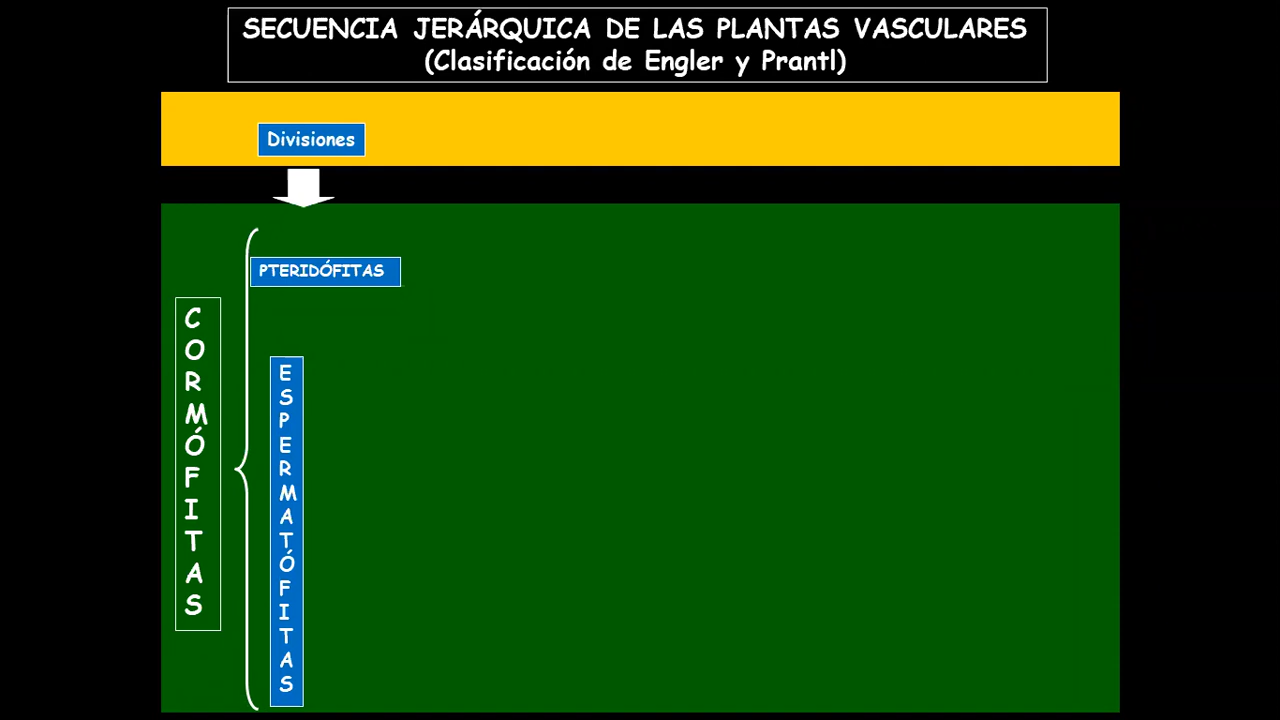 SECUENCIA JERÁRQUICA DE LAS PLANTAS VASCULARES
(Clasificación de Engler y Prantl)
Divisiones
PTERIDÓFITAS
CORMÓFITAS
ESPERMATÓFITAS